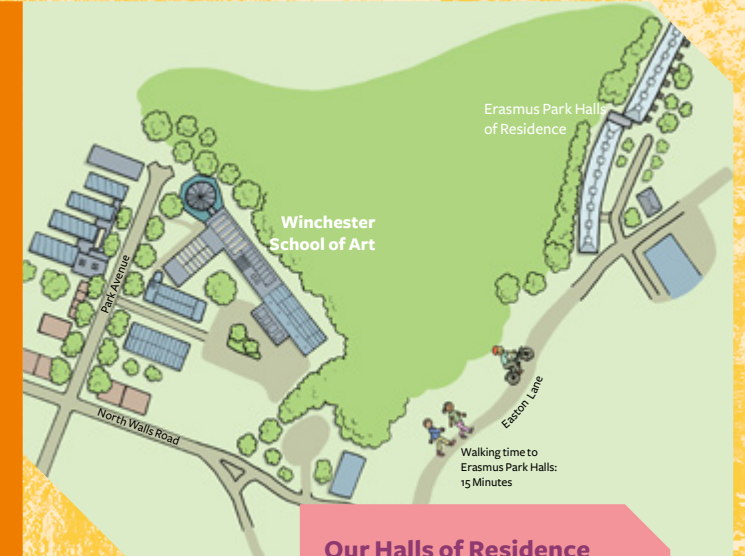 Erasmus Park Halls
of Residence
Winchester
School of Art
Park Avenue
North Walls Road
Easton Lane
Walking time to
Erasmus Park Halls:
15 Minutes
Our Halls of Residence